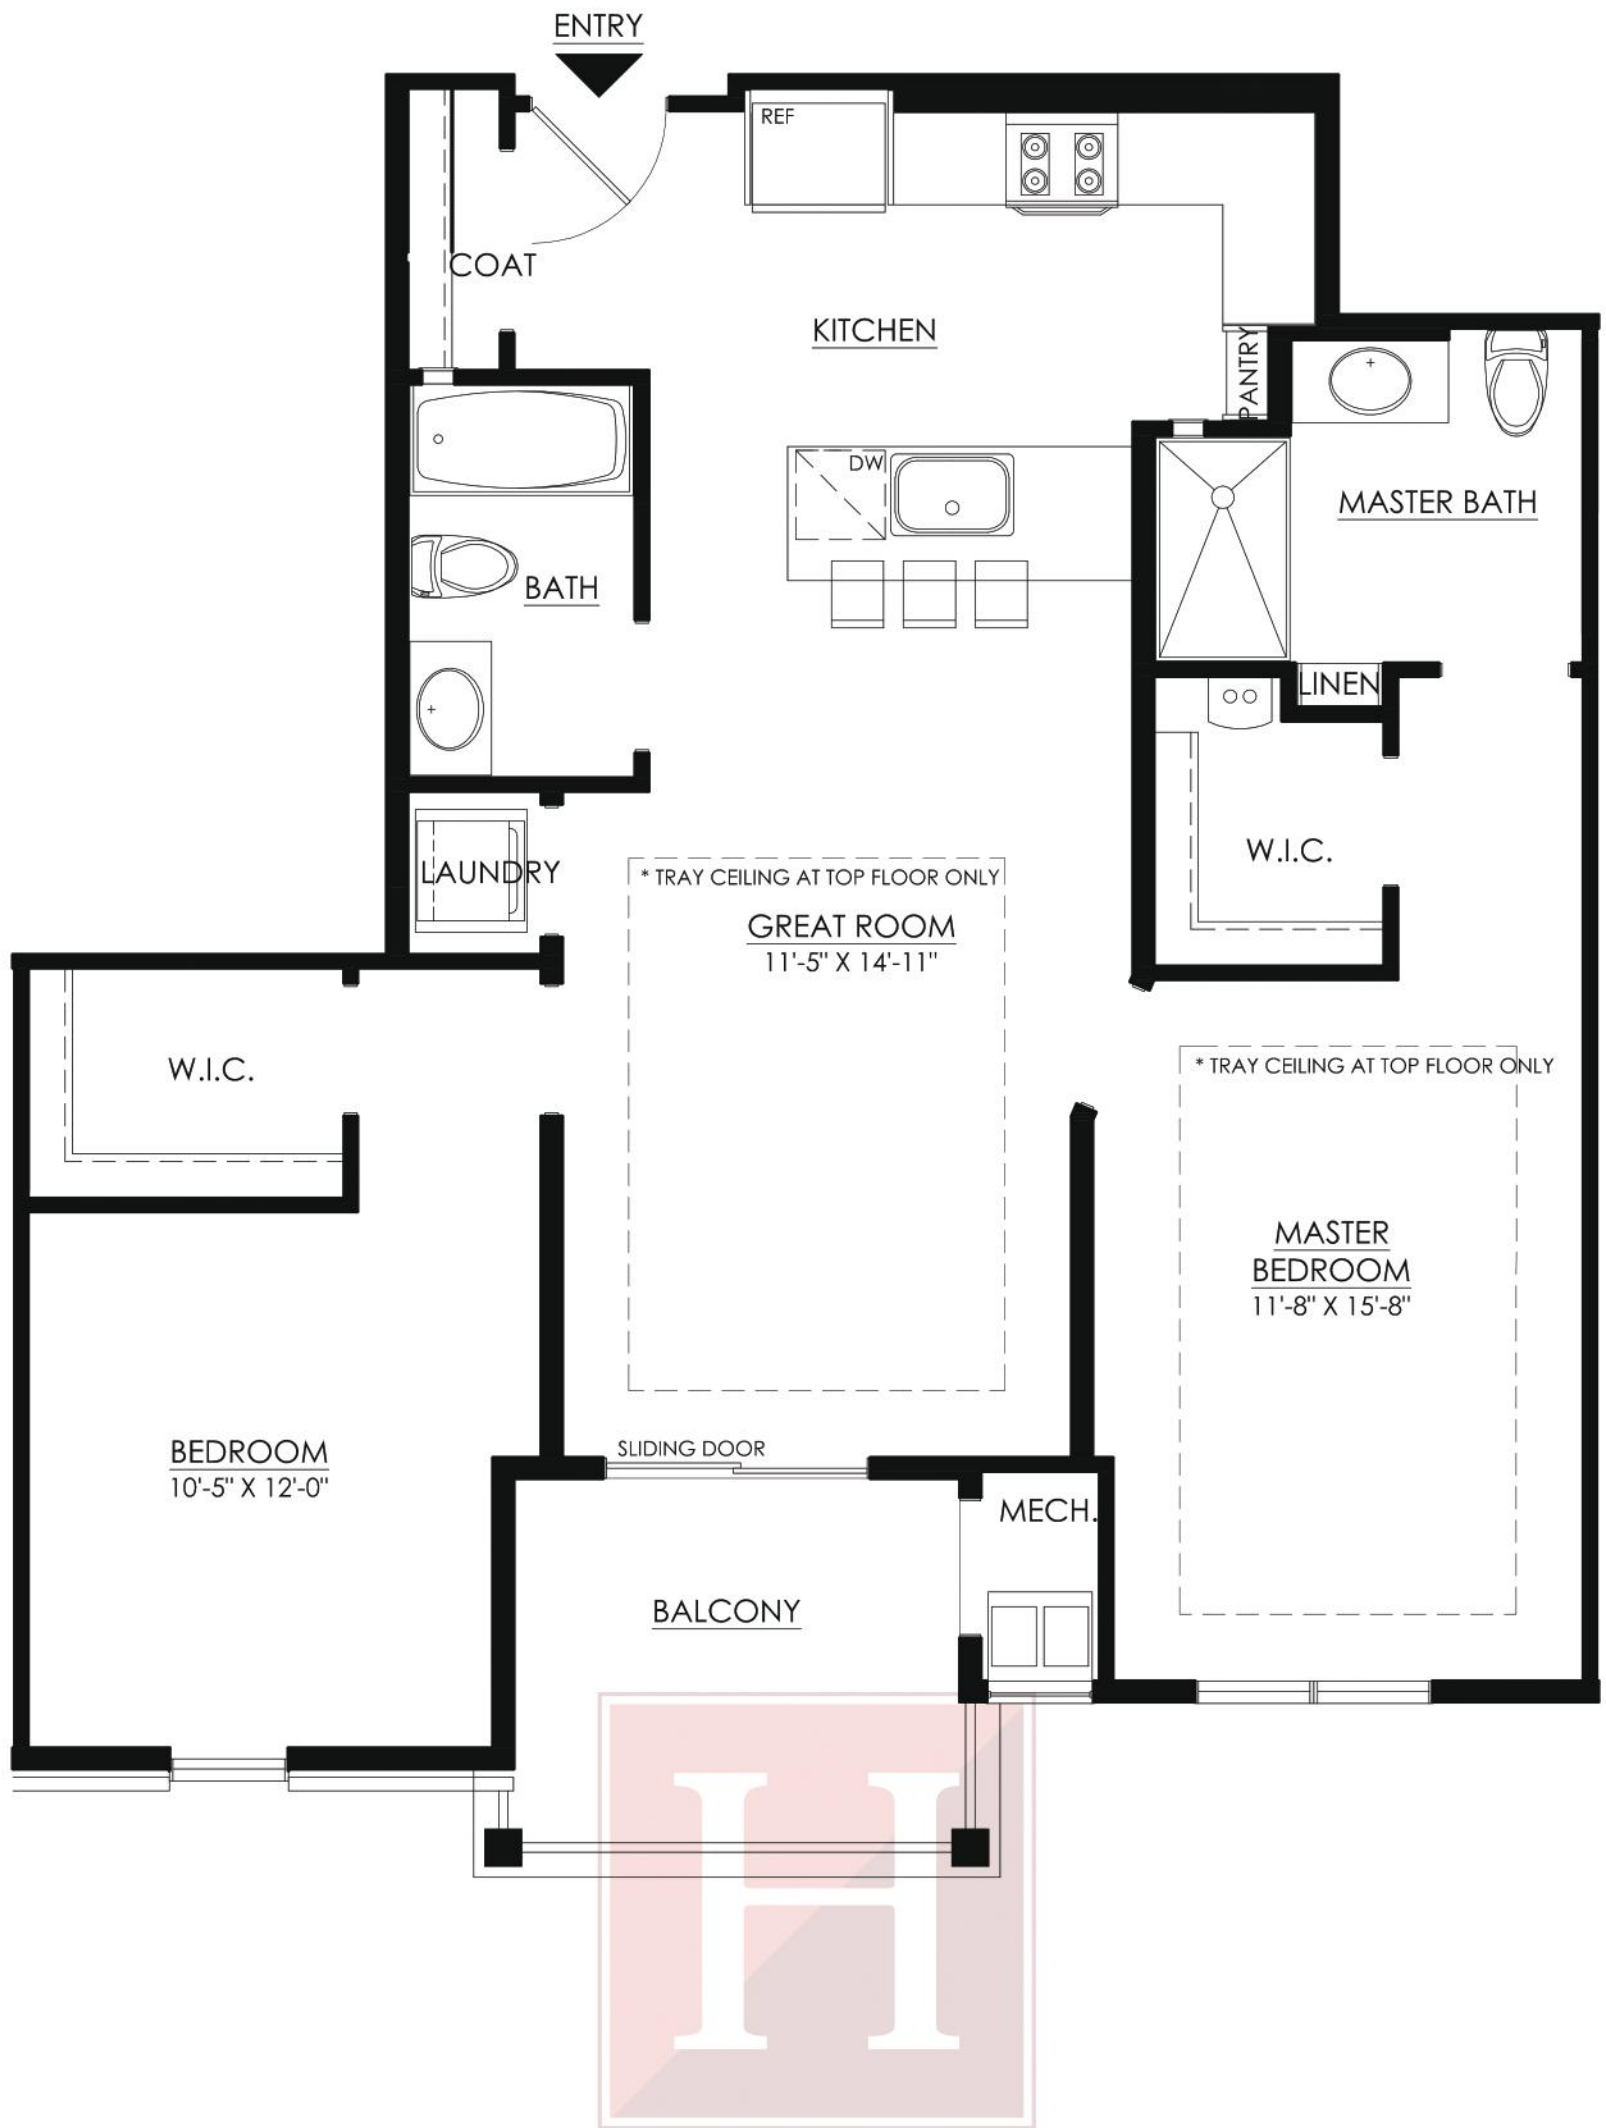 ENTRY
REF
COAT
KITCHEN
PANTRY
DW
MASTER BATH
BATH
LINEN
W.I.C.
LAUNDRY
* TRAY CEILING AT TOP FLOOR ONLY
GREAT ROOM
11'-5" X 14'-11"
W.I.C.
* TRAY CEILING AT TOP FLOOR ONLY
MASTER
BEDROOM
11'-8" X 15'-8"
BEDROOM
10'-5" X 12'-0"
SLIDING DOOR
MECH.
BALCONY
H